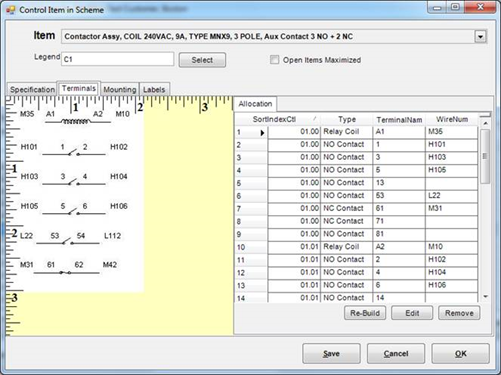 Control Item in Scheme
Item Contactor Assy, COIL 240VAC, 9A, TYPE MNX9, 3 POLE, Aux Contact 3 NO + 2 NC
Legend C1 Select Open Items Maximized
Specification Terminals Mounting Labels
1 2 3
M35 A1 A2 M10
H101 1 2 H102
1
H103 3 4 H104
H105 5 6 H106
2
L22 53 54 L112
M31 61 62 M42
3
Allocation
SortIndexCtl / Type TerminalNam WireNum
1 01.00 Relay Coil A1 M35
2 01.00 NO Contact 1 H101
3 01.00 NO Contact 3 H103
4 01.00 NO Contact 5 H105
5 01.00 NO Contact 13
6 01.00 NO Contact 53 L22
7 01.00 NC Contact 61 M31
8 01.00 NC Contact 71
9 01.00 NO Contact 81
10 01.01 Relay Coil A2 M10
11 01.01 NO Contact 2 H102
12 01.01 NO Contact 4 H104
13 01.01 NO Contact 6 H106
14 01.01 NO Contact 14
Re-Build Edit Remove
Save Cancel OK